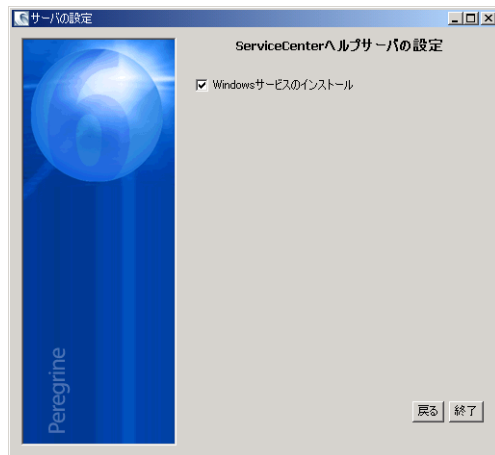 サーバの設定
ServiceCenterヘルプサーバの設定
Windowsサービスのインストール
6
Peregrine
戻る
終了